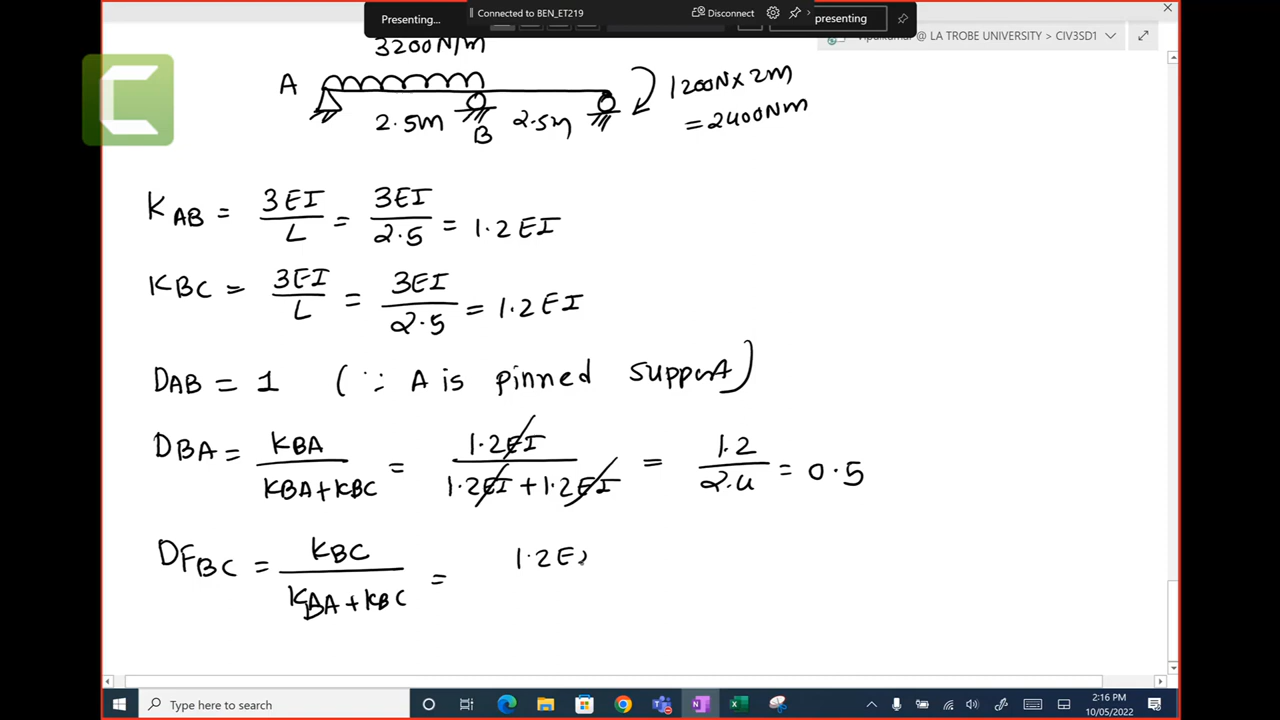 Presenting...
Connected to BEN_ET219
Disconnect
presenting
@ LA TROBE UNIVERSITY > CIV3SD1
3200N/m
A
1200N×2m
= 2400Nm
2.5m
B
2.5m
KAB = 3EI/L = 3EI/2.5 = 1.2EI
KBC = 3EI/L = 3EI/2.5 = 1.2EI
DAB = 1 (∵ A is pinned support)
DBA = KBA/KBA+KBC = 1.2EI/1.2EI+1.2EI = 1.2/2.4 = 0.5
DFBC = KBC/KBA+KBC = 1.2E
Type here to search
2:16 PM
10/05/2022